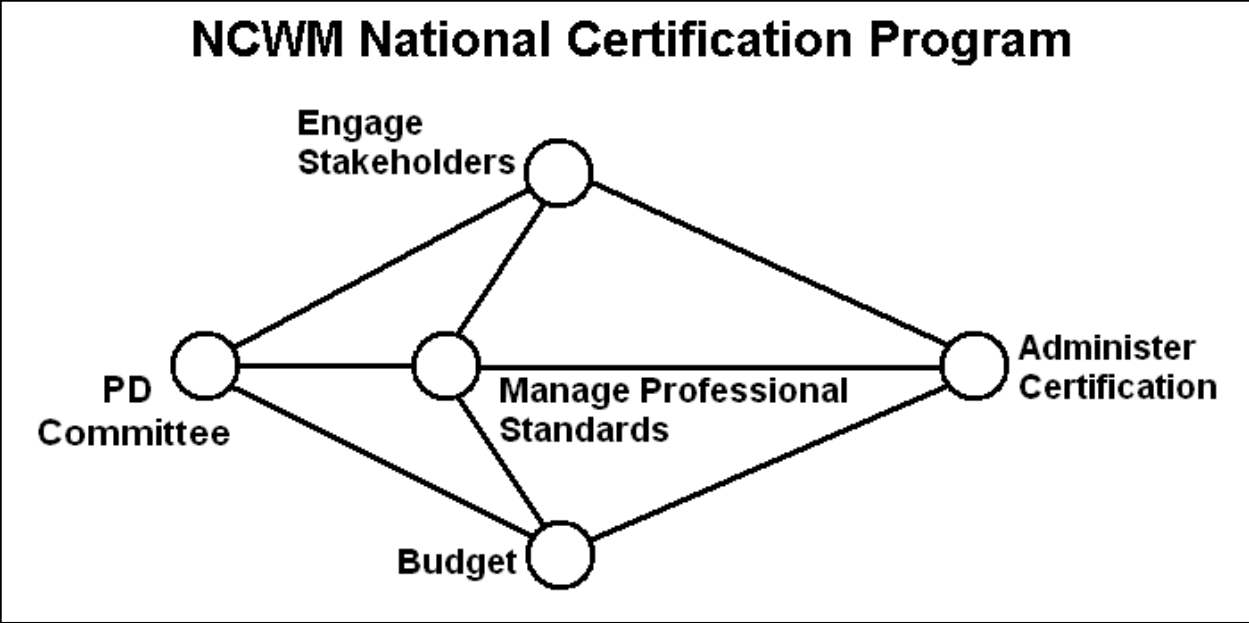 NCWM National Certification Program
Engage
Stakeholders
PD
Committee
Manage Professional
Standards
Administer
Certification
Budget